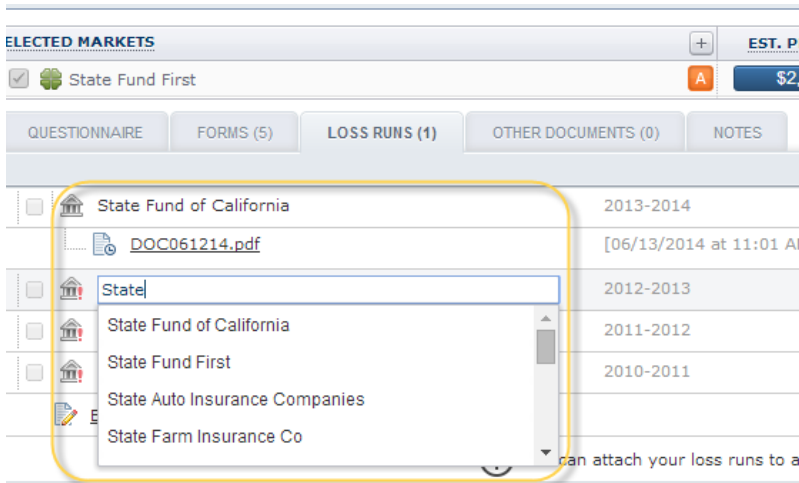 ELECTED MARKETS + EST. P
State Fund First A $2,
QUESTIONNAIRE FORMS (5) LOSS RUNS (1) OTHER DOCUMENTS (0) NOTES
State Fund of California 2013-2014
DOC061214.pdf [06/13/2014 at 11:01 A
State 2012-2013
State Fund of California 2011-2012
State Fund First 2010-2011
State Auto Insurance Companies
State Farm Insurance Co
can attach your loss runs to a